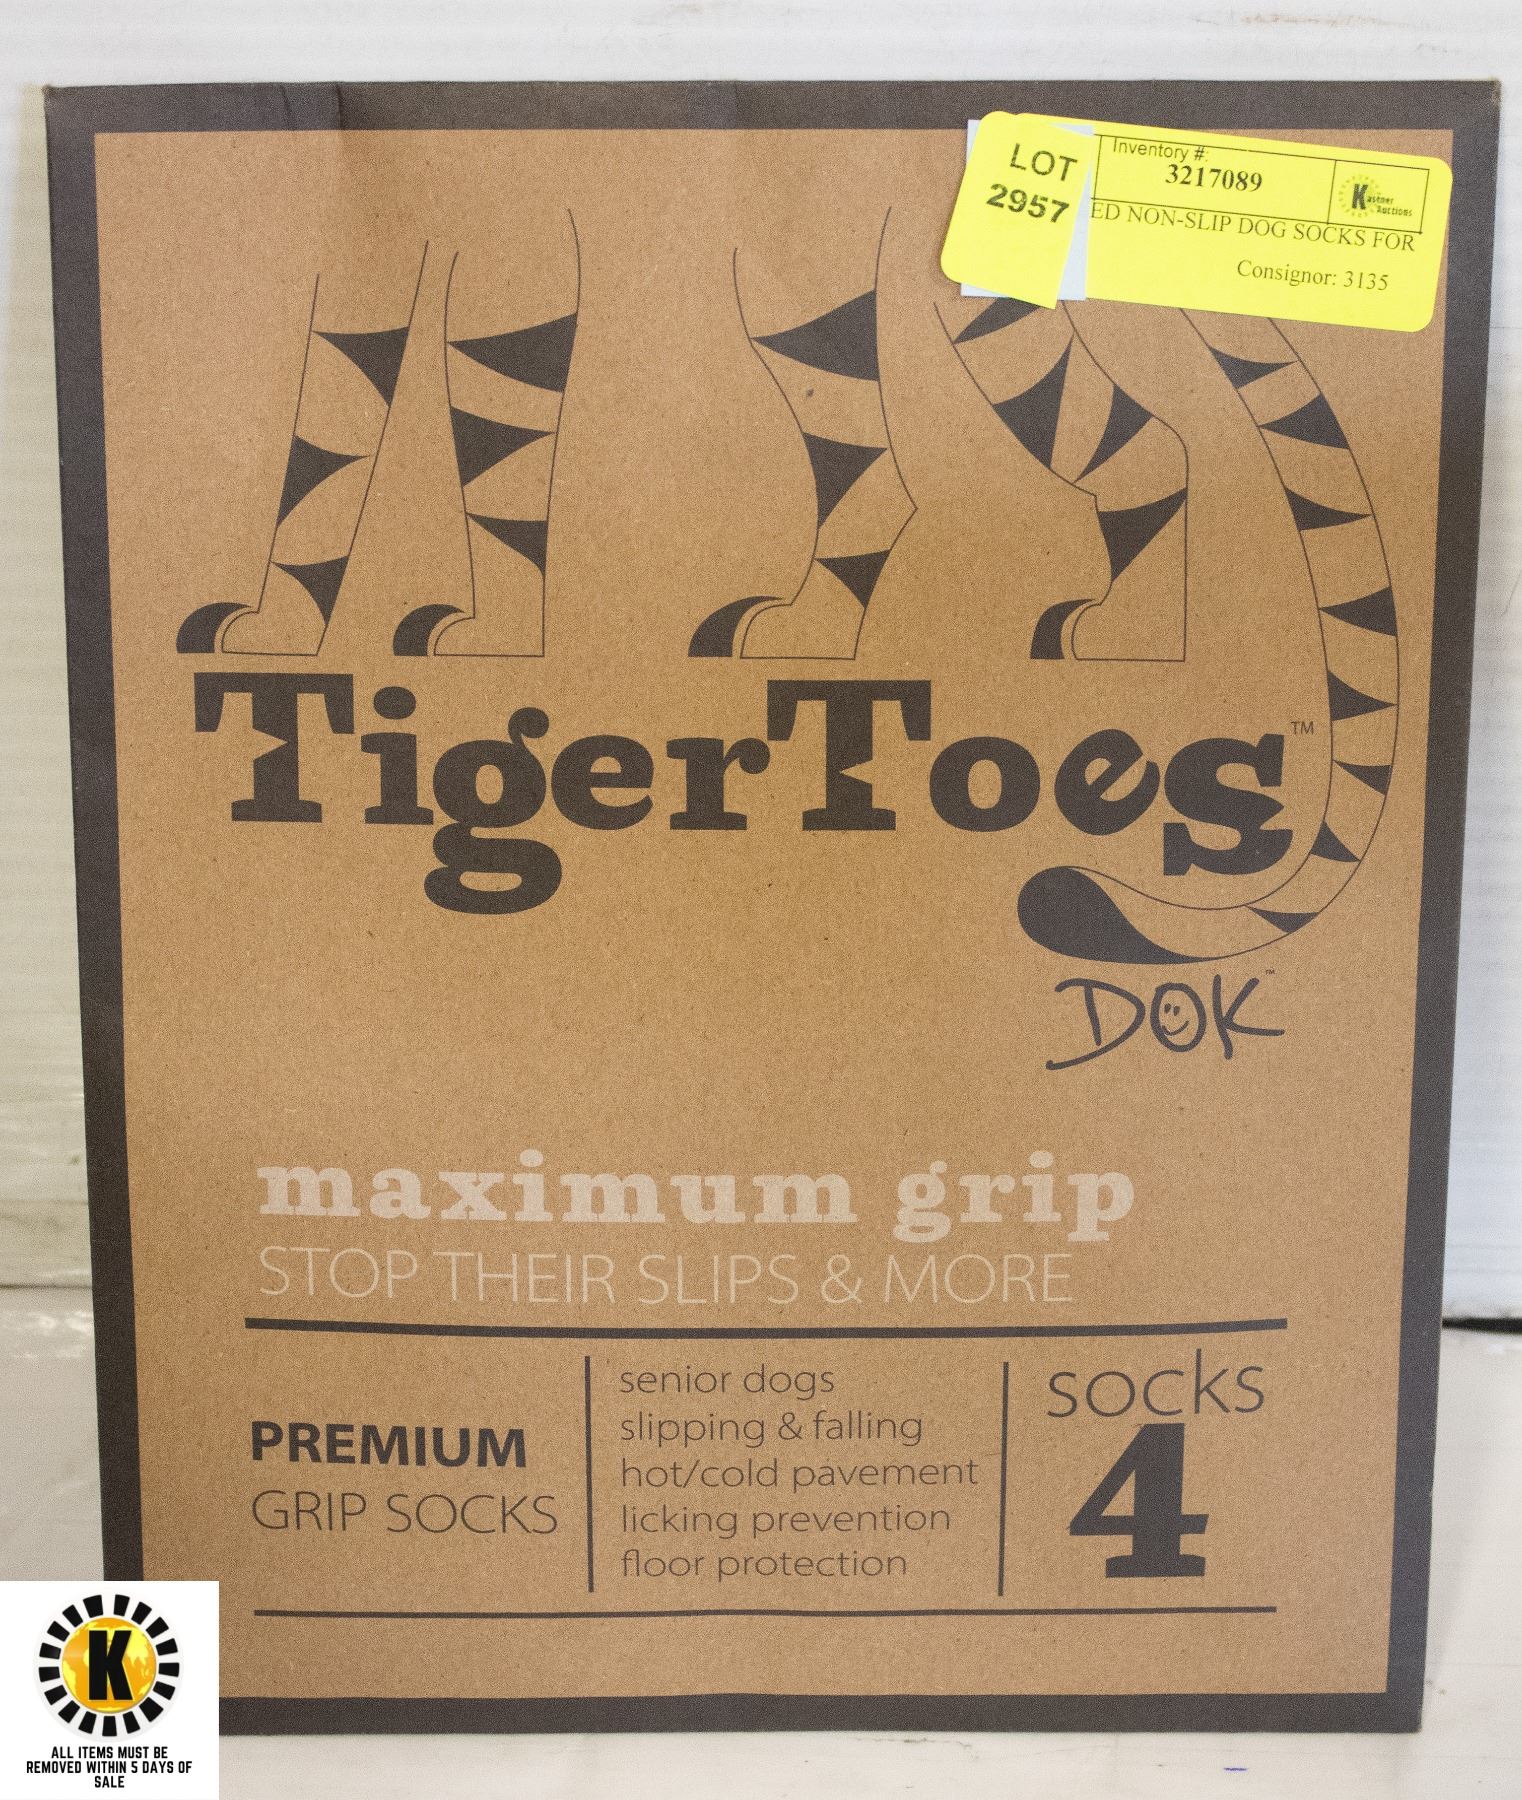 LOT
2957
Inventory #:
3217089
Kastner
Auctions
ED NON-SLIP DOG SOCKS FOR
Consignor: 3135
TigerToes™
DOK™
maximum grip
STOP THEIR SLIPS & MORE
PREMIUM
GRIP SOCKS
senior dogs
slipping & falling
hot/cold pavement
licking prevention
floor protection
socks
4
K
ALL ITEMS MUST BE
REMOVED WITHIN 5 DAYS OF
SALE